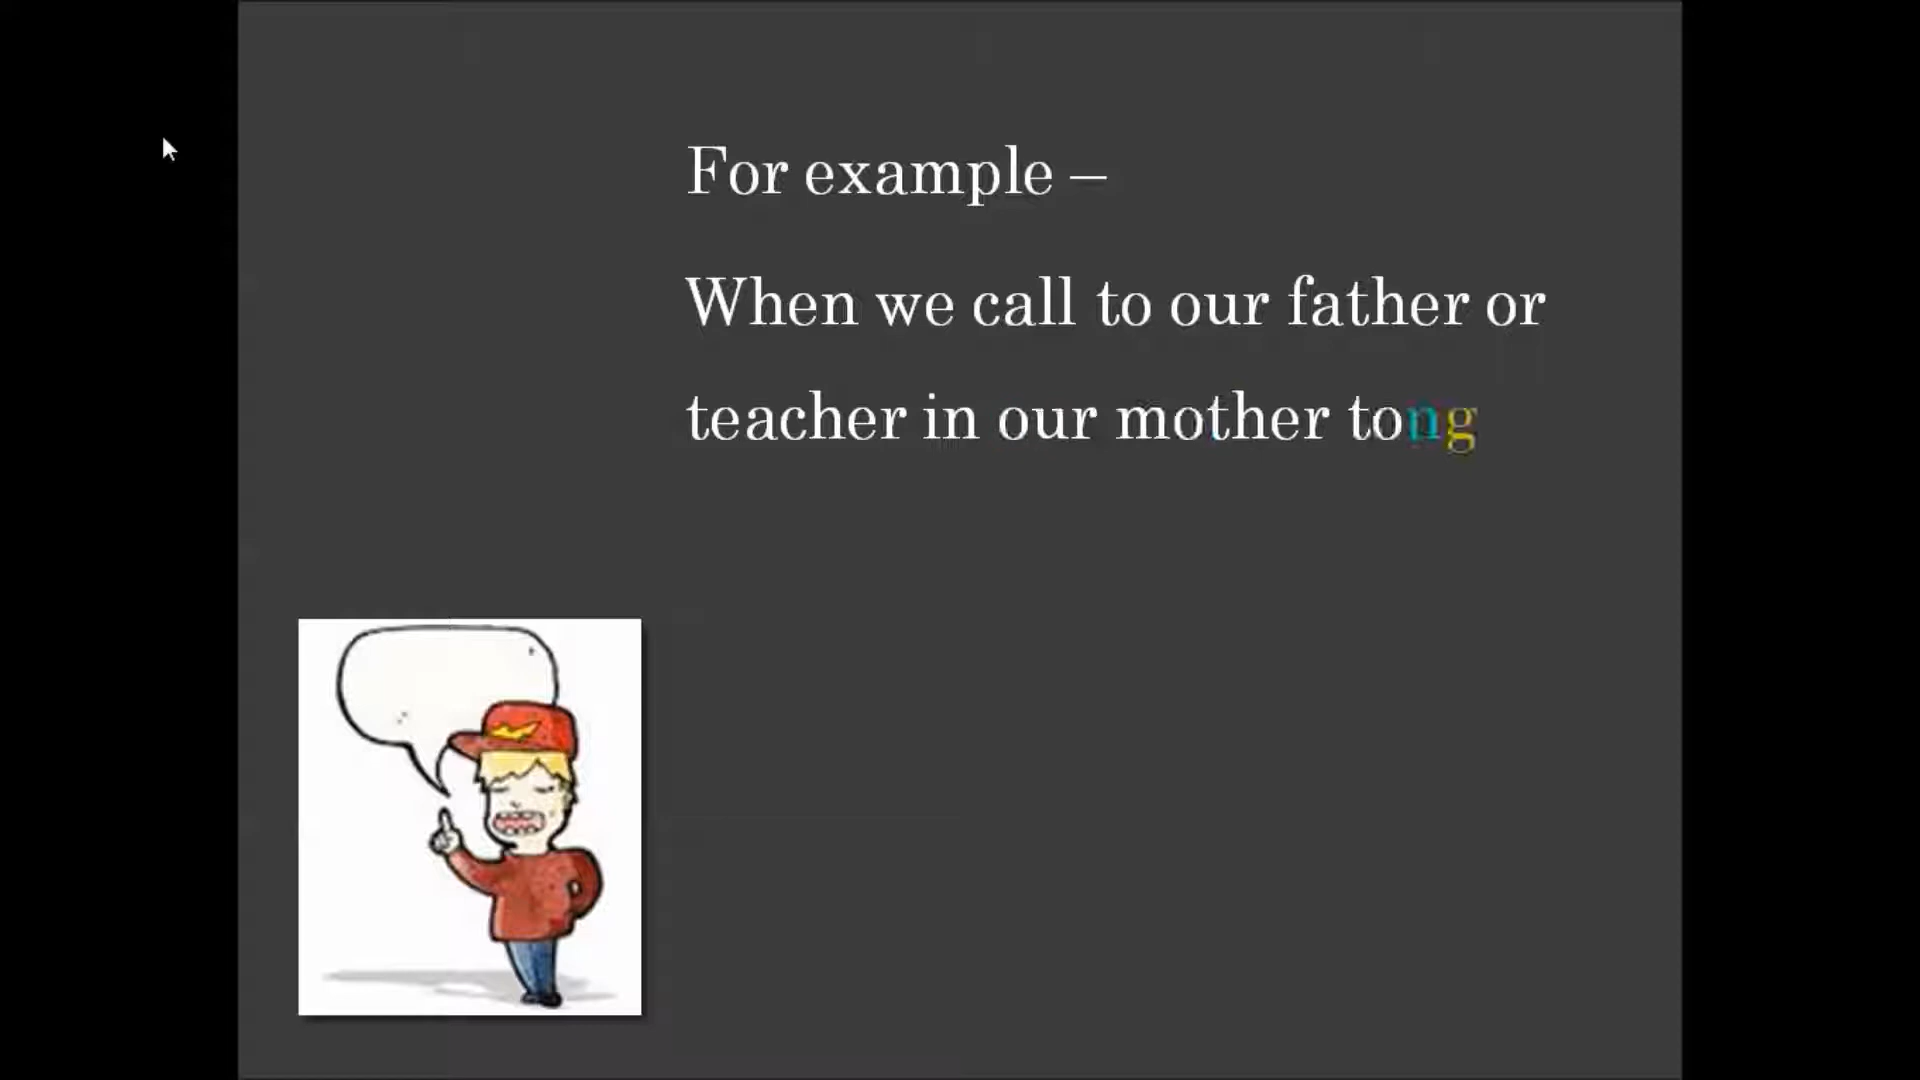 For example –
When we call to our father or
teacher in our mother tong